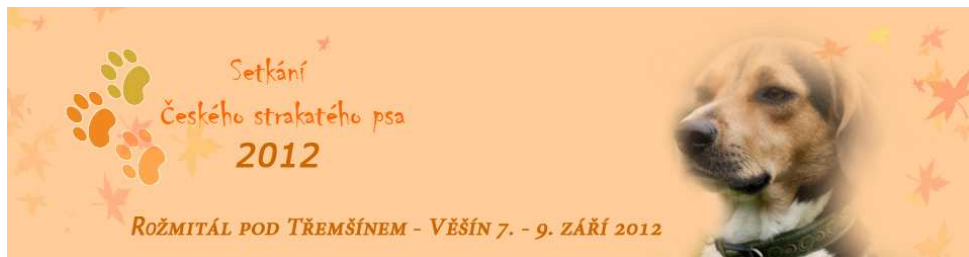 Setkání
Českého strakatého psa
2012
Rožmitál pod Třemšínem - Věšín 7. - 9. září 2012